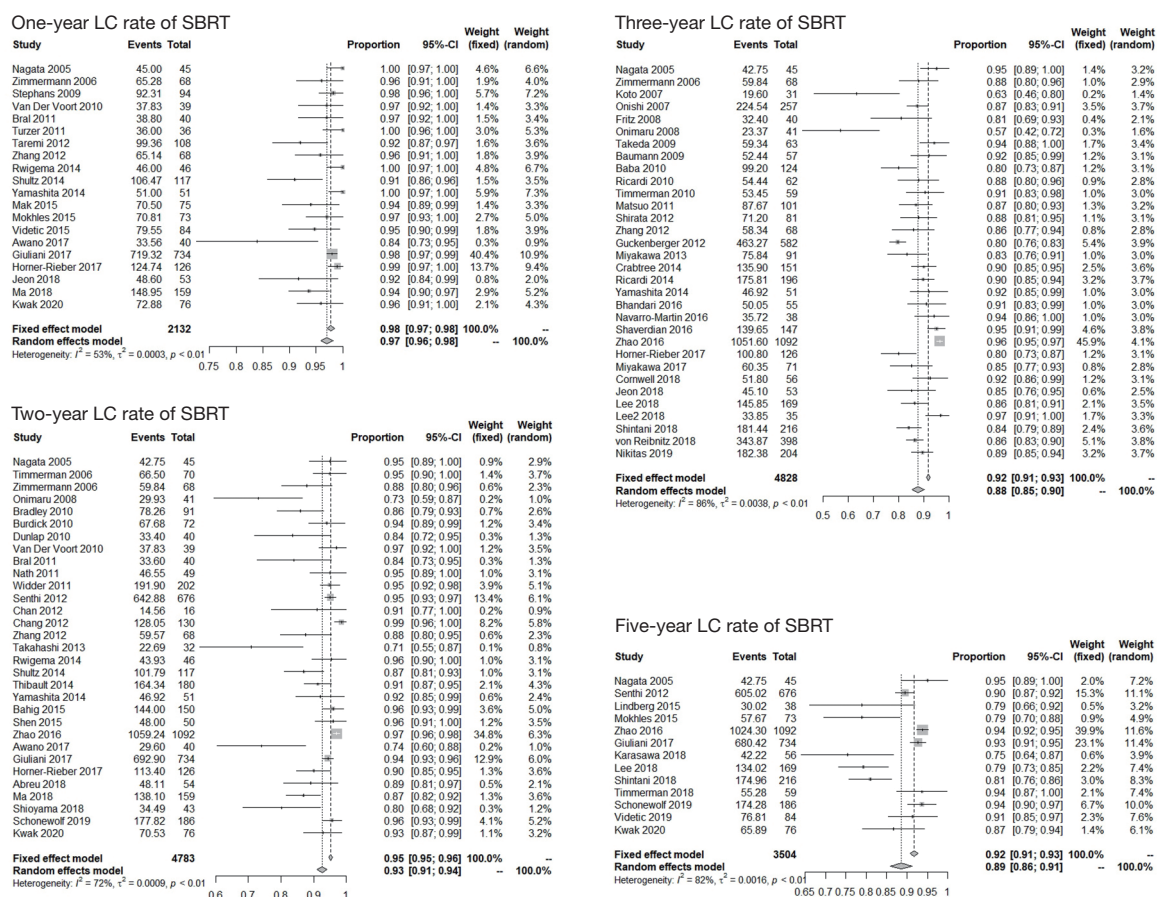 One-year LC rate of SBRT
Weight Weight
Study Events Total Proportion 95%-CI (fixed) (random)
Nagata 2005 45.00 45 1.00 [0.97; 1.00] 4.6% 6.6%
Zimmermann 2006 65.28 68 0.96 [0.91; 1.00] 1.9% 4.0%
Stephans 2009 92.31 94 0.98 [0.96; 1.00] 5.7% 7.2%
Van Der Voort 2010 37.83 39 0.97 [0.92; 1.00] 1.4% 3.3%
Bral 2011 38.80 40 0.97 [0.92; 1.00] 1.5% 3.4%
Turzer 2011 36.00 36 1.00 [0.96; 1.00] 3.0% 5.3%
Taremi 2012 99.36 108 0.92 [0.87; 0.97] 1.6% 3.6%
Zhang 2012 65.14 68 0.96 [0.91; 1.00] 1.8% 3.9%
Rwigema 2014 46.00 46 1.00 [0.97; 1.00] 4.8% 6.7%
Shultz 2014 106.47 117 0.91 [0.86; 0.96] 1.5% 3.5%
Yamashita 2014 51.00 51 1.00 [0.97; 1.00] 5.9% 7.3%
Mak 2015 70.50 75 0.94 [0.89; 0.99] 1.4% 3.3%
Mokhles 2015 70.81 73 0.97 [0.93; 1.00] 2.7% 5.0%
Videtic 2015 79.55 84 0.95 [0.90; 0.99] 1.8% 3.9%
Awano 2017 33.56 40 0.84 [0.73; 0.95] 0.3% 0.9%
Giuliani 2017 719.32 734 0.98 [0.97; 0.99] 40.4% 10.9%
Horner-Rieber 2017 124.74 126 0.99 [0.97; 1.00] 13.7% 9.4%
Jeon 2018 48.60 53 0.92 [0.84; 0.99] 0.8% 2.0%
Ma 2018 148.95 159 0.94 [0.90; 0.97] 2.9% 5.1%
Kwak 2020 72.88 76 0.96 [0.91; 1.00] 2.1% 4.3%
Fixed effect model 2132 0.98 [0.97; 0.98] 100.0% --
Random effects model 0.97 [0.96; 0.98] -- 100.0%
Heterogeneity: I² = 53%, τ² = 0.0003, p < 0.01
0.75 0.8 0.85 0.9 0.95 1
Two-year LC rate of SBRT
Weight Weight
Study Events Total Proportion 95%-CI (fixed) (random)
Nagata 2005 42.75 45 0.95 [0.89; 1.00] 0.9% 2.9%
Timmerman 2006 66.50 70 0.95 [0.90; 1.00] 1.4% 3.7%
Zimmermann 2006 59.84 68 0.88 [0.80; 0.96] 0.6% 2.3%
Onimaru 2008 29.93 41 0.73 [0.59; 0.87] 0.2% 1.0%
Bradley 2010 78.26 91 0.86 [0.79; 0.93] 0.7% 2.6%
Burdick 2010 67.68 72 0.94 [0.89; 0.99] 1.2% 3.4%
Dunlap 2010 33.40 40 0.84 [0.72; 0.95] 0.3% 1.3%
Van Der Voort 2010 37.83 39 0.97 [0.92; 1.00] 1.2% 3.5%
Bral 2011 33.60 40 0.84 [0.73; 0.95] 0.3% 1.3%
Nath 2011 46.55 49 0.95 [0.89; 1.00] 1.0% 3.1%
Widder 2011 191.90 202 0.95 [0.92; 0.98] 3.9% 5.1%
Senthi 2012 642.88 676 0.95 [0.93; 0.97] 13.4% 6.1%
Chan 2012 14.56 16 0.91 [0.77; 1.00] 0.2% 0.9%
Chang 2012 128.05 130 0.99 [0.96; 1.00] 8.2% 5.8%
Zhang 2012 59.57 68 0.88 [0.80; 0.95] 0.6% 2.3%
Takahashi 2013 22.69 32 0.71 [0.55; 0.87] 0.1% 0.8%
Rwigema 2014 43.93 46 0.96 [0.90; 1.00] 1.0% 3.1%
Shultz 2014 101.79 117 0.87 [0.81; 0.93] 1.0% 3.0%
Thibault 2014 164.34 180 0.91 [0.87; 0.95] 2.1% 4.3%
Yamashita 2014 46.92 51 0.92 [0.85; 0.99] 0.6% 2.4%
Bahig 2015 144.00 150 0.96 [0.93; 0.99] 3.6% 5.0%
Shen 2015 48.00 50 0.96 [0.91; 1.00] 1.2% 3.5%
Zhao 2016 1059.24 1092 0.97 [0.96; 0.98] 34.8% 6.4%
Awano 2017 29.60 40 0.74 [0.60; 0.88] 0.2% 1.0%
Giuliani 2017 692.90 734 0.94 [0.93; 0.96] 12.9% 6.0%
Horner-Rieber 2017 113.40 126 0.90 [0.85; 0.95] 1.3% 3.6%
Abreu 2018 48.11 54 0.89 [0.81; 0.97] 0.5% 2.1%
Ma 2018 138.10 159 0.87 [0.82; 0.92] 1.3% 3.6%
Shioyama 2018 34.49 43 0.80 [0.68; 0.92] 0.2% 1.2%
Schonewolf 2019 177.82 186 0.96 [0.93; 0.99] 4.2% 5.1%
Kwak 2020 70.53 76 0.93 [0.87; 0.99] 1.1% 3.2%
Fixed effect model 4783 0.95 [0.95; 0.96] 100.0% --
Random effects model 0.93 [0.91; 0.94] -- 100.0%
Heterogeneity: I² = 72%, τ² = 0.0009, p < 0.01
0.6 0.7 0.8 0.9 1
Three-year LC rate of SBRT
Weight Weight
Study Events Total Proportion 95%-CI (fixed) (random)
Nagata 2005 42.75 45 0.95 [0.89; 1.00] 1.4% 3.2%
Zimmermann 2006 59.84 68 0.88 [0.80; 0.96] 1.0% 2.9%
Koto 2007 19.60 31 0.63 [0.46; 0.80] 0.2% 1.4%
Onishi 2007 224.54 257 0.87 [0.83; 0.91] 3.5% 3.7%
Fritz 2008 32.40 40 0.81 [0.69; 0.93] 0.4% 2.1%
Onimaru 2008 23.37 41 0.57 [0.42; 0.72] 0.3% 1.6%
Takeda 2009 59.34 63 0.94 [0.88; 1.00] 1.7% 3.3%
Baumann 2009 52.44 57 0.92 [0.85; 0.99] 1.2% 3.1%
Baba 2010 99.20 124 0.80 [0.73; 0.87] 1.2% 3.1%
Ricardi 2010 54.44 62 0.88 [0.80; 0.96] 0.9% 2.8%
Timmerman 2010 53.45 59 0.91 [0.83; 0.98] 1.0% 2.9%
Matsuo 2011 87.67 101 0.87 [0.80; 0.93] 1.3% 3.2%
Shirata 2012 71.20 81 0.88 [0.81; 0.95] 1.1% 3.0%
Zhang 2012 58.34 68 0.86 [0.77; 0.94] 0.8% 2.8%
Guckenberger 2012 463.27 582 0.80 [0.76; 0.83] 5.4% 3.9%
Miyakawa 2013 75.84 91 0.83 [0.76; 0.91] 1.0% 2.9%
Crabtree 2014 135.90 151 0.90 [0.85; 0.95] 2.5% 3.6%
Ricardi 2014 175.81 196 0.90 [0.85; 0.94] 3.2% 3.7%
Yamashita 2014 46.92 51 0.92 [0.85; 0.99] 1.0% 3.0%
Bhandari 2016 50.05 55 0.91 [0.83; 0.99] 1.0% 2.9%
Navarro-Martin 2016 35.72 38 0.94 [0.86; 1.00] 1.0% 3.0%
Shaverdian 2016 139.65 147 0.95 [0.91; 0.99] 4.6% 3.8%
Zhao 2016 1051.60 1092 0.96 [0.95; 0.97] 45.9% 4.1%
Horner-Rieber 2017 100.80 126 0.80 [0.73; 0.87] 1.2% 3.1%
Miyakawa 2017 60.35 71 0.85 [0.77; 0.93] 0.8% 2.8%
Cornwell 2018 51.80 56 0.92 [0.86; 0.99] 1.2% 3.1%
Jeon 2018 45.10 53 0.85 [0.76; 0.95] 0.6% 2.5%
Lee 2018 145.85 169 0.86 [0.81; 0.91] 2.1% 3.5%
Lee2 2018 33.85 35 0.97 [0.91; 1.00] 1.7% 3.3%
Shintani 2018 181.44 216 0.84 [0.79; 0.89] 2.4% 3.6%
von Reibnitz 2018 343.87 398 0.86 [0.83; 0.90] 5.1% 3.8%
Nikitas 2019 182.38 204 0.89 [0.85; 0.94] 3.2% 3.7%
Fixed effect model 4828 0.92 [0.91; 0.93] 100.0% --
Random effects model 0.88 [0.85; 0.90] -- 100.0%
Heterogeneity: I² = 86%, τ² = 0.0038, p < 0.01
0.5 0.6 0.7 0.8 0.9 1
Five-year LC rate of SBRT
Weight Weight
Study Events Total Proportion 95%-CI (fixed) (random)
Nagata 2005 42.75 45 0.95 [0.89; 1.00] 2.0% 7.2%
Senthi 2012 605.02 676 0.90 [0.87; 0.92] 15.3% 11.1%
Lindberg 2015 30.02 38 0.79 [0.66; 0.92] 0.5% 3.2%
Mokhles 2015 57.67 73 0.79 [0.70; 0.88] 0.9% 4.9%
Zhao 2016 1024.30 1092 0.94 [0.92; 0.95] 39.9% 11.6%
Giuliani 2017 680.42 734 0.93 [0.91; 0.95] 23.1% 11.4%
Karasawa 2018 42.22 56 0.75 [0.64; 0.87] 0.6% 3.9%
Lee 2018 134.02 169 0.79 [0.73; 0.85] 2.2% 7.4%
Shintani 2018 174.96 216 0.81 [0.76; 0.86] 3.0% 8.3%
Timmerman 2018 55.28 59 0.94 [0.87; 1.00] 2.1% 7.4%
Schonewolf 2019 174.28 186 0.94 [0.90; 0.97] 6.7% 10.0%
Videtic 2019 76.81 84 0.91 [0.85; 0.97] 2.3% 7.5%
Kwak 2020 65.89 76 0.87 [0.79; 0.94] 1.4% 6.1%
Fixed effect model 3504 0.92 [0.91; 0.93] 100.0% --
Random effects model 0.89 [0.86; 0.91] -- 100.0%
Heterogeneity: I² = 82%, τ² = 0.0016, p < 0.01
0.65 0.7 0.75 0.8 0.85 0.9 0.95 1